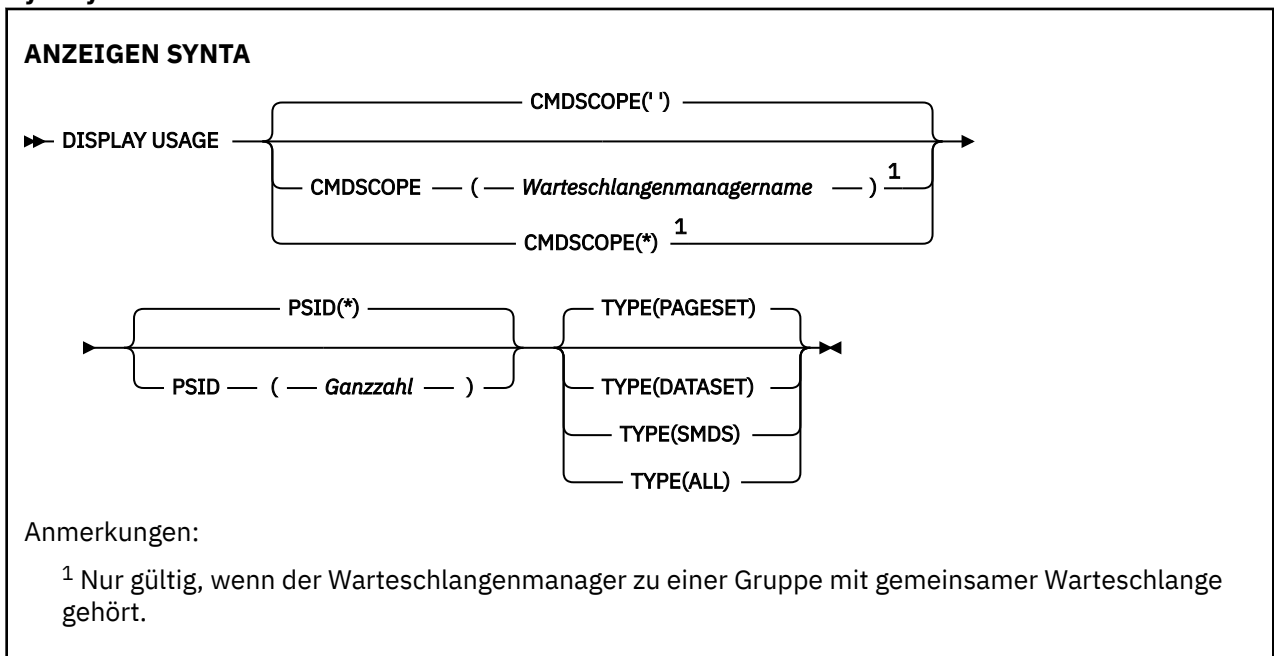 ANZEIGEN SYNTA
CMDSCOPE(' ')
DISPLAY USAGE
CMDSCOPE ( Warteschlangenmanagername ) 1
CMDSCOPE(*) 1
PSID(*) TYPE(PAGESET)
PSID ( Ganzzahl ) TYPE(DATASET)
TYPE(SMDS)
TYPE(ALL)
Anmerkungen:
1 Nur gültig, wenn der Warteschlangenmanager zu einer Gruppe mit gemeinsamer Warteschlange
gehört.